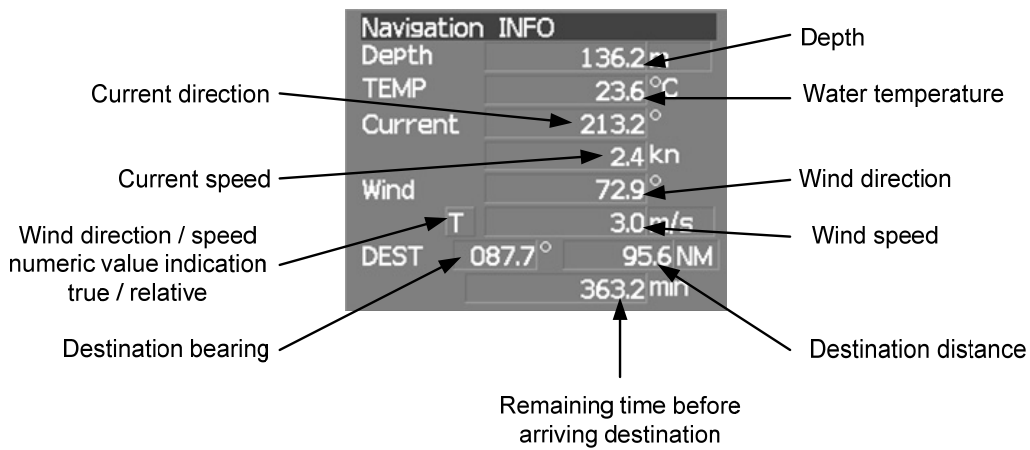 Navigation INFO
Depth 136.2 m
TEMP 23.6 °C
Current 213.2 °
2.4 kn
Wind 72.9 °
T 3.0 m/s
DEST 087.7 ° 95.6 NM
363.2 min
Depth
Current direction
Water temperature
Current speed
Wind direction
Wind direction / speed
numeric value indication
true / relative
Wind speed
Destination bearing
Destination distance
Remaining time before
arriving destination